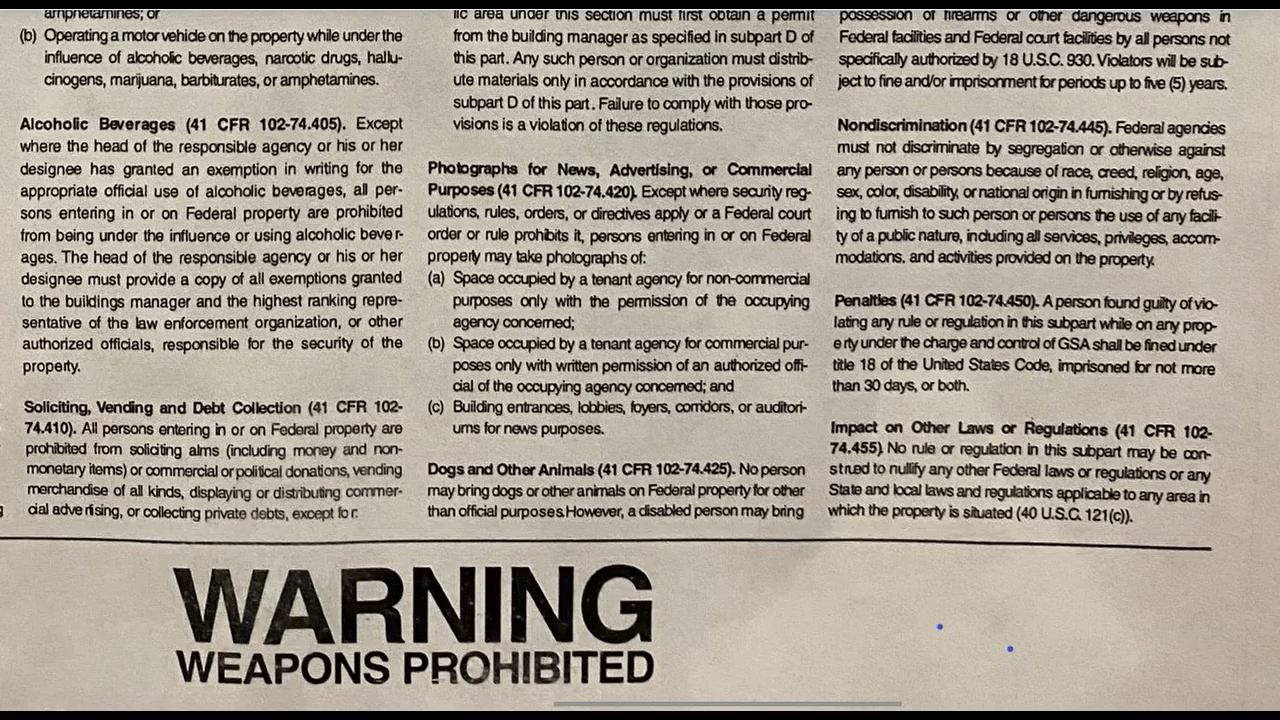 amphetamines; or
(b) Operating a motor vehicle on the property while under the
influence of alcoholic beverages, narcotic drugs, hallu-
cinogens, marijuana, barbiturates, or amphetamines.
Alcoholic Beverages (41 CFR 102-74.405). Except
where the head of the responsible agency or his or her
designee has granted an exemption in writing for the
appropriate official use of alcoholic beverages, all per-
sons entering in or on Federal property are prohibited
from being under the influence or using alcoholic bever-
ages. The head of the responsible agency or his or her
designee must provide a copy of all exemptions granted
to the buildings manager and the highest ranking repre-
sentative of the law enforcement organization, or other
authorized officials, responsible for the security of the
property.
Soliciting, Vending and Debt Collection (41 CFR 102-
74.410). All persons entering in or on Federal property are
prohibited from soliciting alms (including money and non-
monetary items) or commercial or political donations, vending
merchandise of all kinds, displaying or distributing commer-
cial advertising, or collecting private debts, except for:
lic area under this section must first obtain a permit
from the building manager as specified in subpart D of
this part. Any such person or organization must distrib-
ute materials only in accordance with the provisions of
subpart D of this part. Failure to comply with those pro-
visions is a violation of these regulations.
Photographs for News, Advertising, or Commercial
Purposes (41 CFR 102-74.420). Except where security reg-
ulations, rules, orders, or directives apply or a Federal court
order or rule prohibits it, persons entering in or on Federal
property may take photographs of:
(a) Space occupied by a tenant agency for non-commercial
purposes only with the permission of the occupying
agency concerned;
(b) Space occupied by a tenant agency for commercial pur-
poses only with written permission of an authorized offi-
cial of the occupying agency concerned; and
(c) Building entrances, lobbies, foyers, corridors, or auditori-
ums for news purposes.
Dogs and Other Animals (41 CFR 102-74.425). No person
may bring dogs or other animals on Federal property for other
than official purposes.However, a disabled person may bring
possession of firearms or other dangerous weapons in
Federal facilities and Federal court facilities by all persons not
specifically authorized by 18 U.S.C. 930. Violators will be sub-
ject to fine and/or imprisonment for periods up to five (5) years.
Nondiscrimination (41 CFR 102-74.445). Federal agencies
must not discriminate by segregation or otherwise against
any person or persons because of race, creed, religion, age,
sex, color, disability, or national origin in furnishing or by refus-
ing to furnish to such person or persons the use of any facili-
ty of a public nature, including all services, privileges, accom-
modations, and activities provided on the property.
Penalties (41 CFR 102-74.450). A person found guilty of vio-
lating any rule or regulation in this subpart while on any prop-
erty under the charge and control of GSA shall be fined under
title 18 of the United States Code, imprisoned for not more
than 30 days, or both.
Impact on Other Laws or Regulations (41 CFR 102-
74.455). No rule or regulation in this subpart may be con-
strued to nullify any other Federal laws or regulations or any
State and local laws and regulations applicable to any area in
which the property is situated (40 U.S.C. 121(c)).
WARNING
WEAPONS PROHIBITED